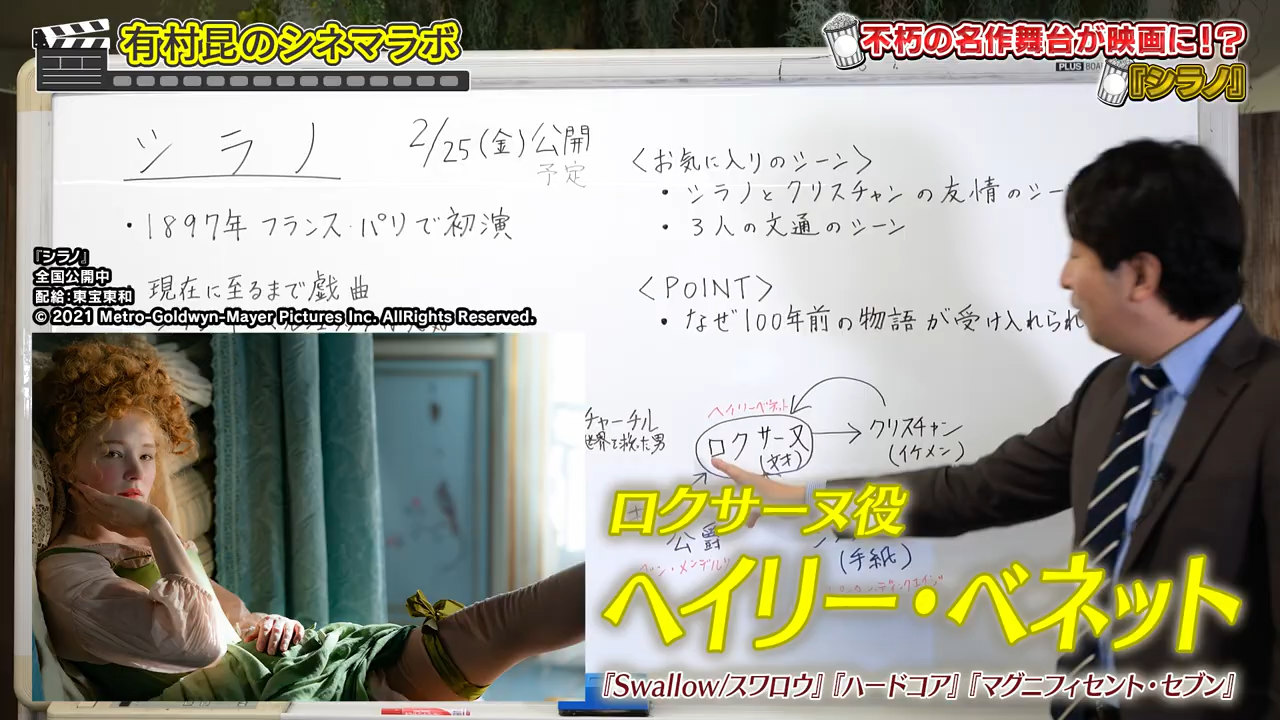 有村昆のシネマラボ
不朽の名作舞台が映画に!?
『シラノ』
PLUS
シラノ 2/25(金)公開
予定
・1897年 フランス・パリで初演
現在に至るまで戯曲
『シラノ』
全国公開中
配給:東宝東和
© 2021 Metro-Goldwyn-Mayer Pictures Inc. AllRights Reserved.
<お気に入りのシーン>
・シラノとクリスチャンの友情のシー
・3人の文通のシーン
<POINT>
・なぜ100年前の物語が受け入れられ
チャーチル
世界を救った男
ヘイリーベネット
ロクサーヌ
クリスチャン
(イケメン)
公爵
(手紙)
ロクサーヌ役
ヘイリー・ベネット
『Swallow/スワロウ』『ハードコア』『マグニフィセント・セブン』